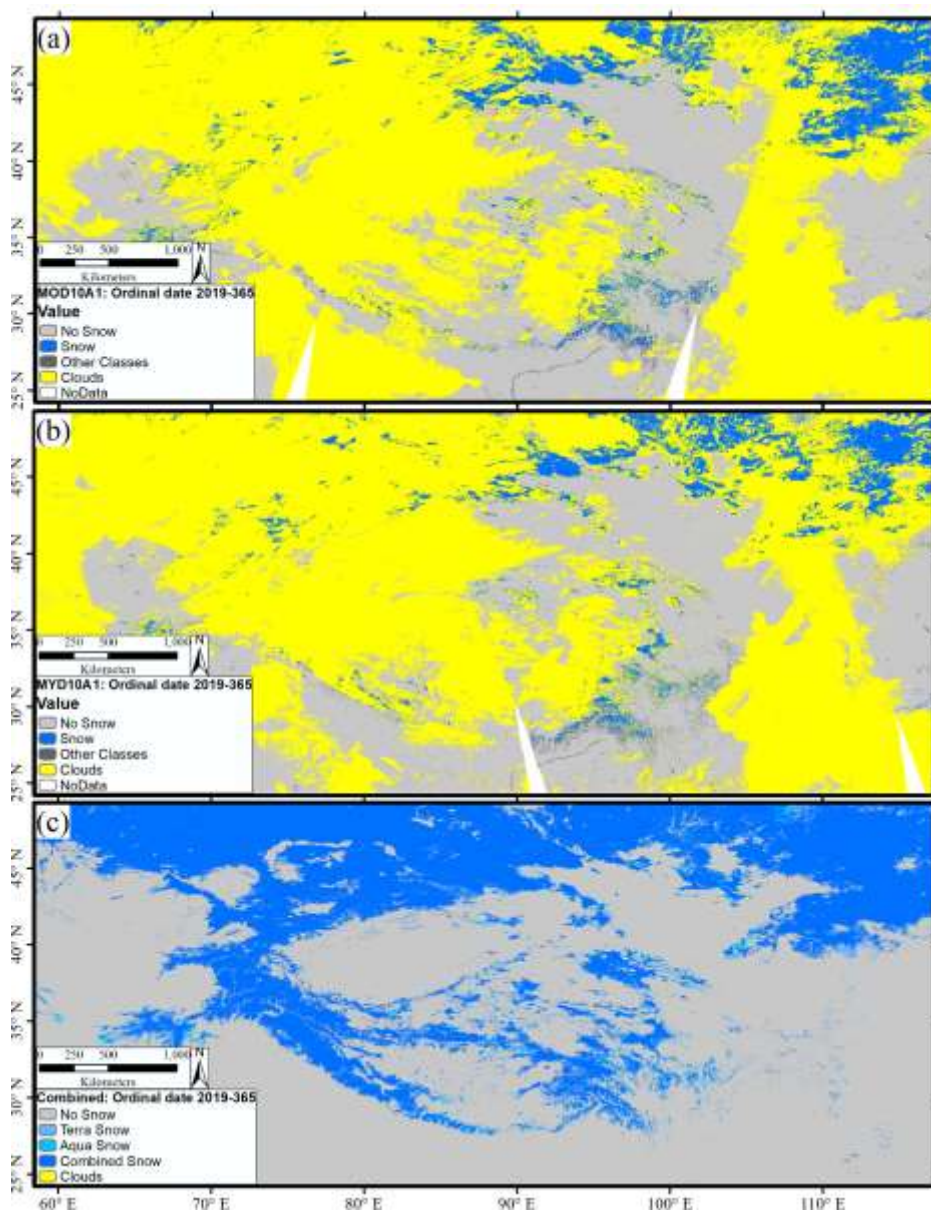 (a)
45° N
40° N
35° N
30° N
25° N
0 250 500 1,000
N
Kilometers
MOD10A1: Ordinal date 2019-365
Value
No Snow
Snow
Other Classes
Clouds
NoData
(b)
45° N
40° N
35° N
30° N
25° N
0 250 500 1,000
N
Kilometers
MYD10A1: Ordinal date 2019-365
Value
No Snow
Snow
Other Classes
Clouds
NoData
(c)
45° N
40° N
35° N
30° N
25° N
0 250 500 1,000
N
Kilometers
Combined: Ordinal date 2019-365
No Snow
Terra Snow
Aqua Snow
Combined Snow
Clouds
60° E 70° E 80° E 90° E 100° E 110° E